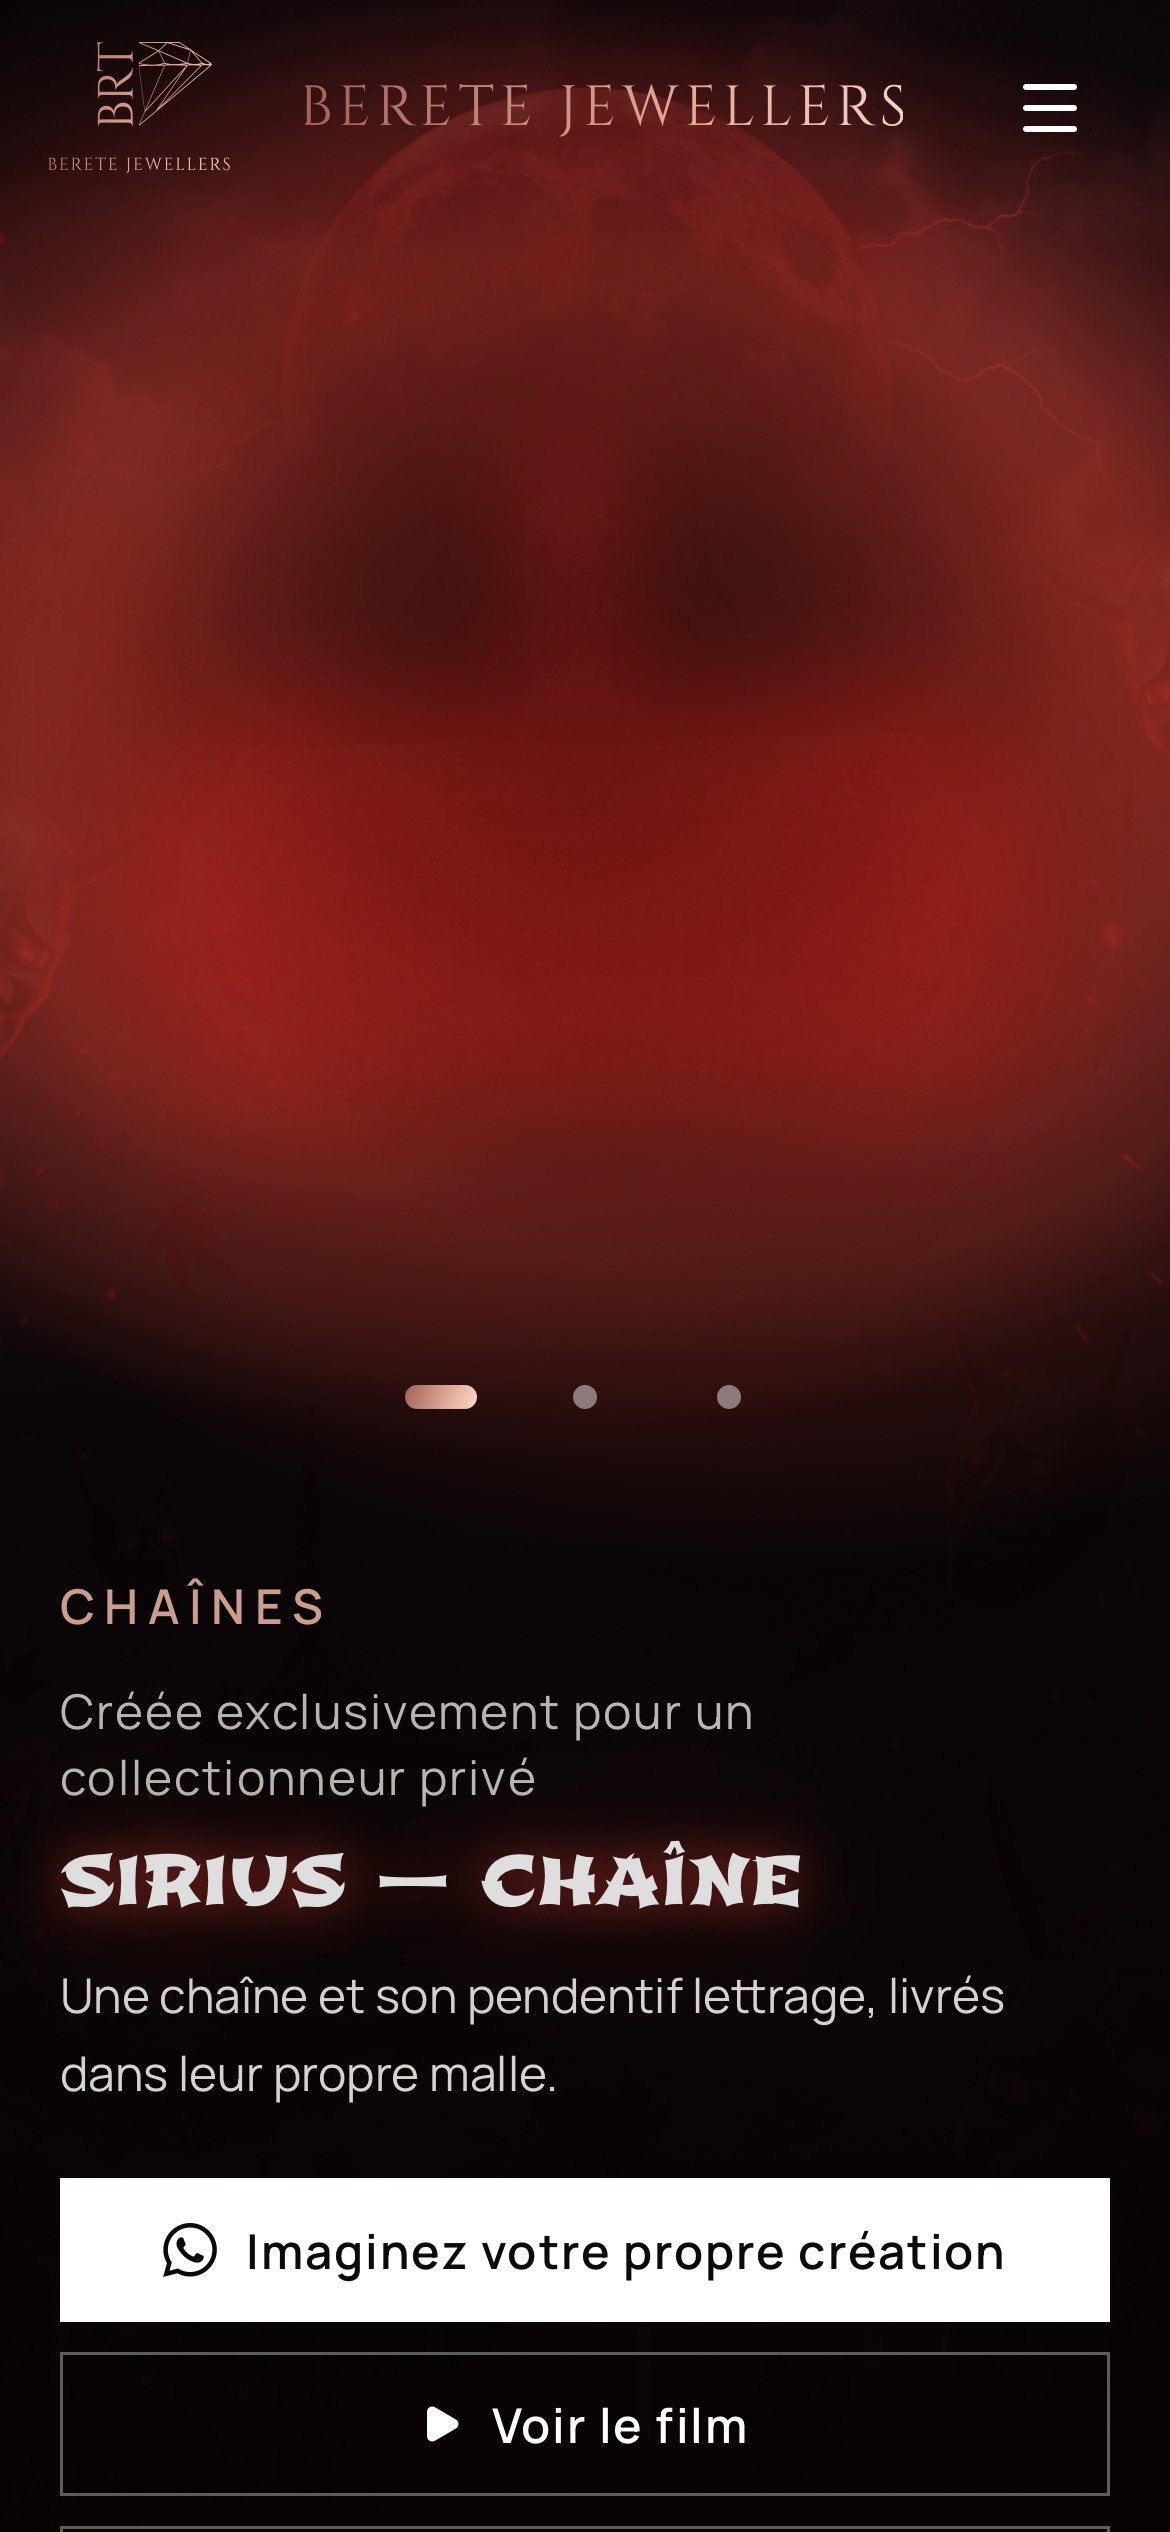 BRT
BERETE JEWELLERS
BERETE JEWELLERS
CHAÎNES
Créée exclusivement pour un
collectionneur privé
SIRIUS — CHAÎNE
Une chaîne et son pendentif lettrage, livrés
dans leur propre malle.
Imaginez votre propre création
Voir le film